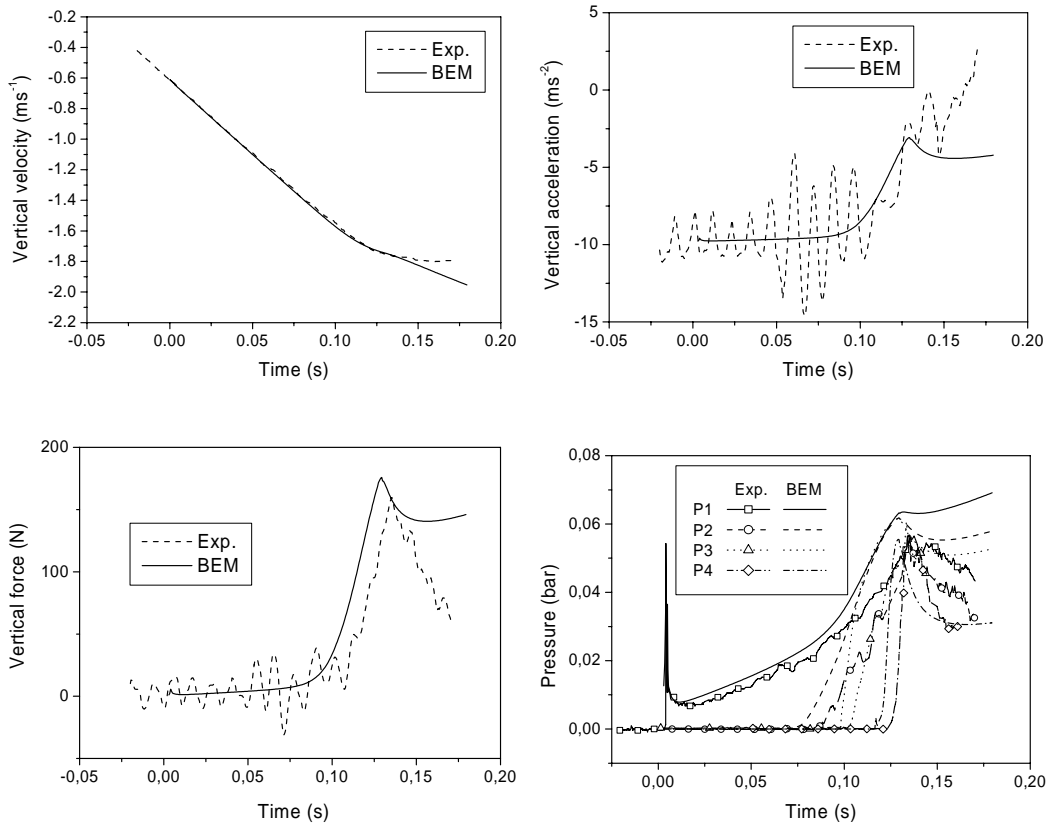 -0.2
-0.4
-0.6
-0.8
-1.0
-1.2
-1.4
-1.6
-1.8
-2.0
-2.2
Vertical velocity (ms-1)
Exp.
BEM
-0.05 0.00 0.05 0.10 0.15 0.20
Time (s)
5
0
-5
-10
-15
Vertical acceleration (ms-2)
Exp.
BEM
-0.05 0.00 0.05 0.10 0.15 0.20
Time (s)
200
100
0
Vertical force (N)
Exp.
BEM
-0,05 0,00 0,05 0,10 0,15 0,20
Time (s)
0,08
0,06
0,04
0,02
0,00
Pressure (bar)
Exp. BEM
P1
P2
P3
P4
0,00 0,05 0,10 0,15 0,20
Time (s)